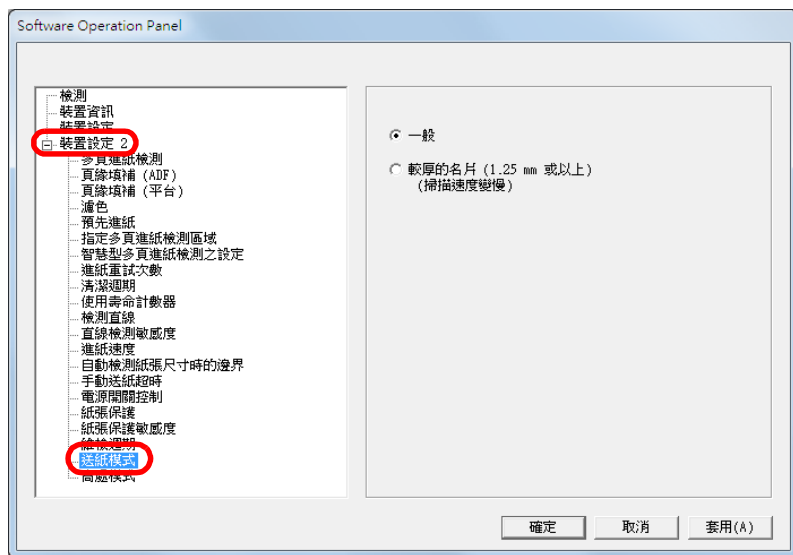 Software Operation Panel
檢測
裝置資訊
裝置設定
裝置設定 2
多頁進紙檢測
頁緣填補 (ADF)
頁緣填補 (平台)
濾色
預先進紙
指定多頁進紙檢測區域
智慧型多頁進紙檢測之設定
進紙重試次數
清潔週期
使用壽命計數器
檢測直線
直線檢測敏感度
進紙速度
自動檢測紙張尺寸時的邊界
手動送紙超時
電源開關控制
紙張保護
紙張保護敏感度
維檢週期
送紙模式
高處模式
一般
較厚的名片 (1.25 mm 或以上)
(掃描速度變慢)
確定
取消
套用(A)